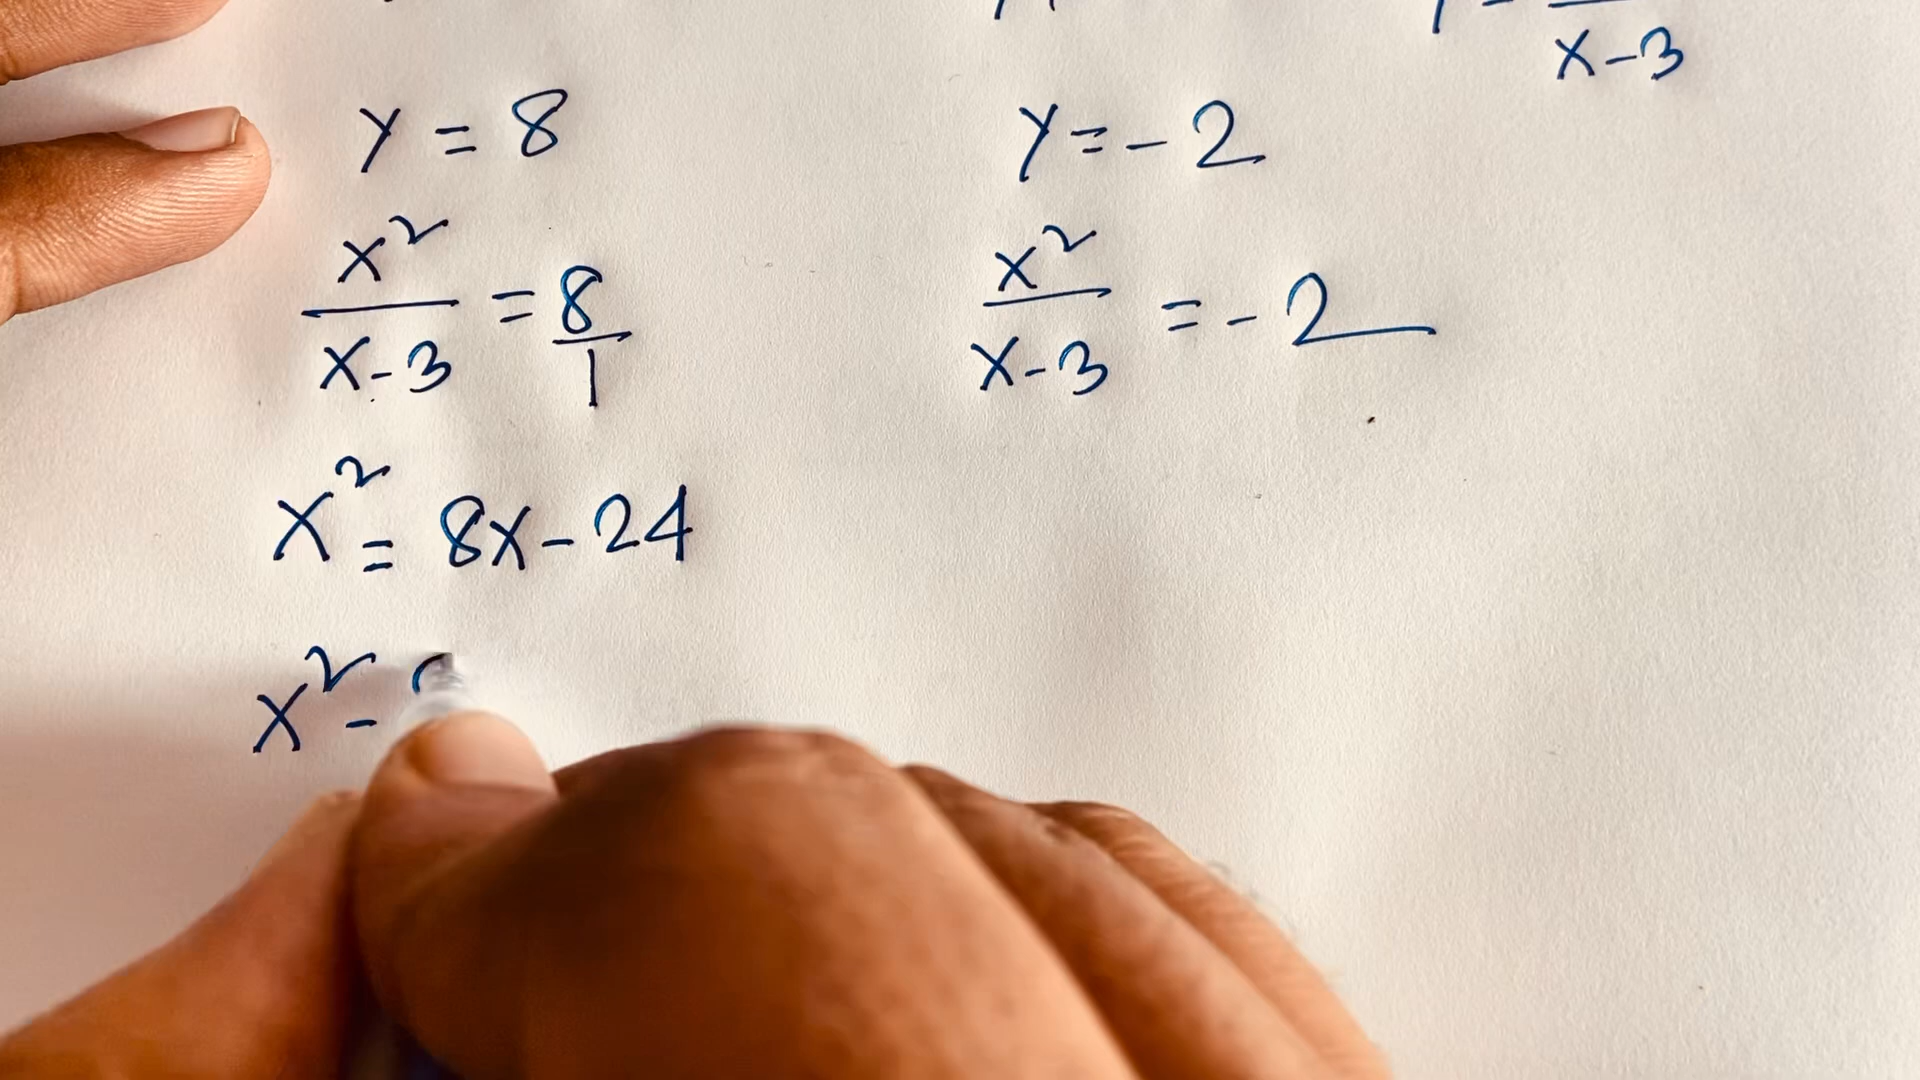 x-3
y = 8
y = -2
x² / x-3 = 8 / 1
x² / x-3 = -2
x² = 8x - 24
x² -